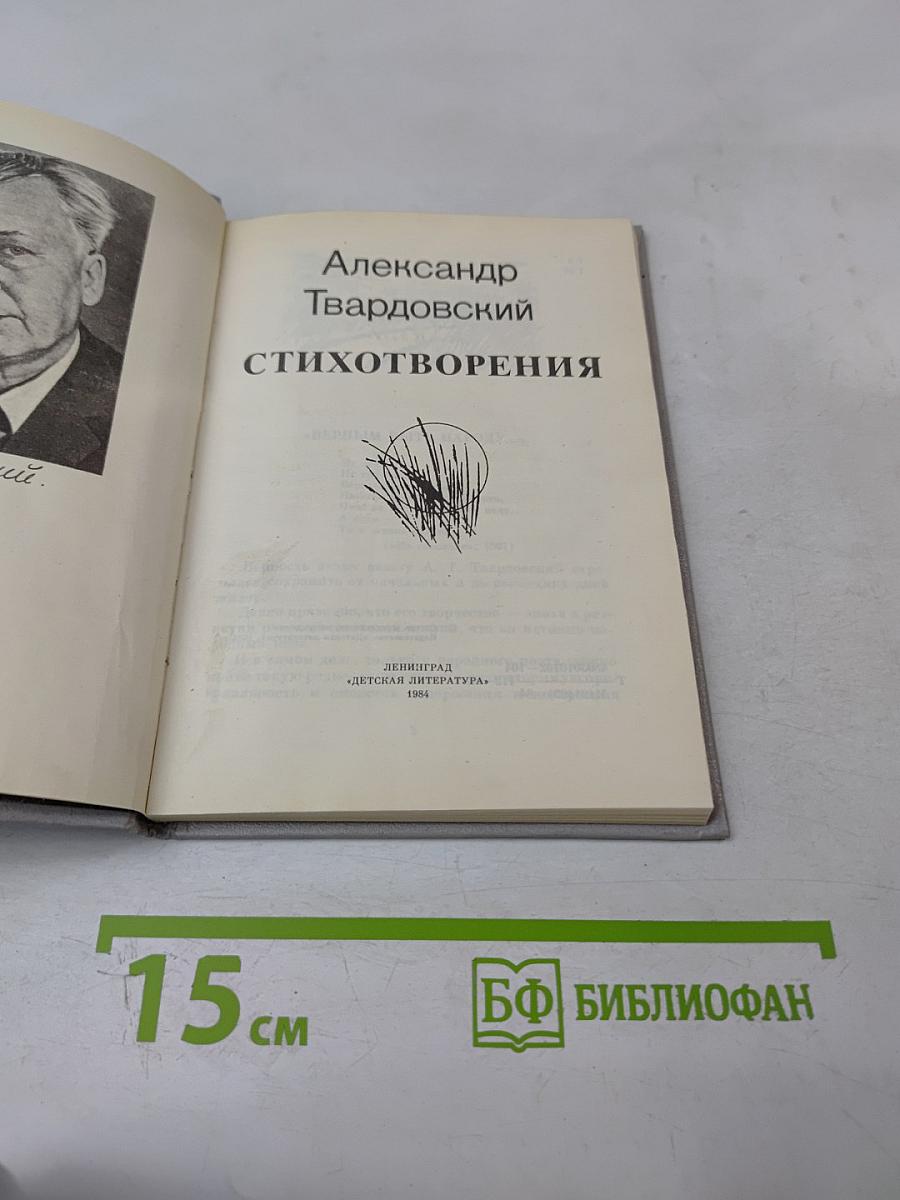 Александр
Твардовский
СТИХОТВОРЕНИЯ
ЛЕНИНГРАД
«ДЕТСКАЯ ЛИТЕРАТУРА»
1984
15 см
БФ БИБЛИОФАН